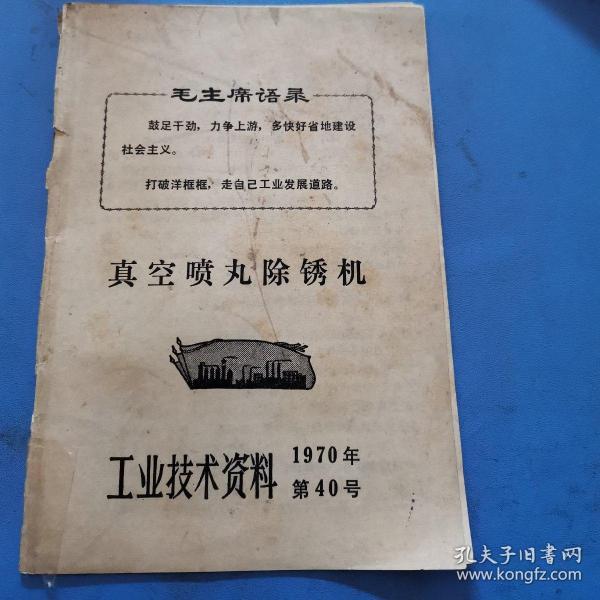 毛主席语录
鼓足干劲，力争上游，多快好省地建设
社会主义。
打破洋框框，走自己工业发展道路。
真空喷丸除锈机
工业技术资料
1970年
第40号
孔夫子旧書网
www.kongfz.com